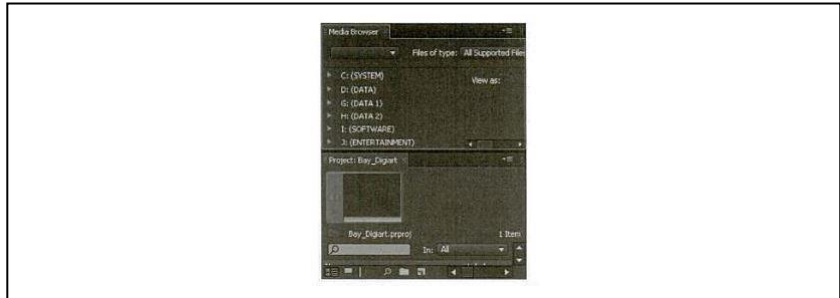 Media Browser
Files of type: All Supported File
C: (SYSTEM)
View as:
D: (DATA)
G: (DATA 1)
H: (DATA 2)
I: (SOFTWARE)
J: (ENTERTAINMENT)
Project: Bay_Digiart
Bay_Digiart.prproj 1 Item
In: All